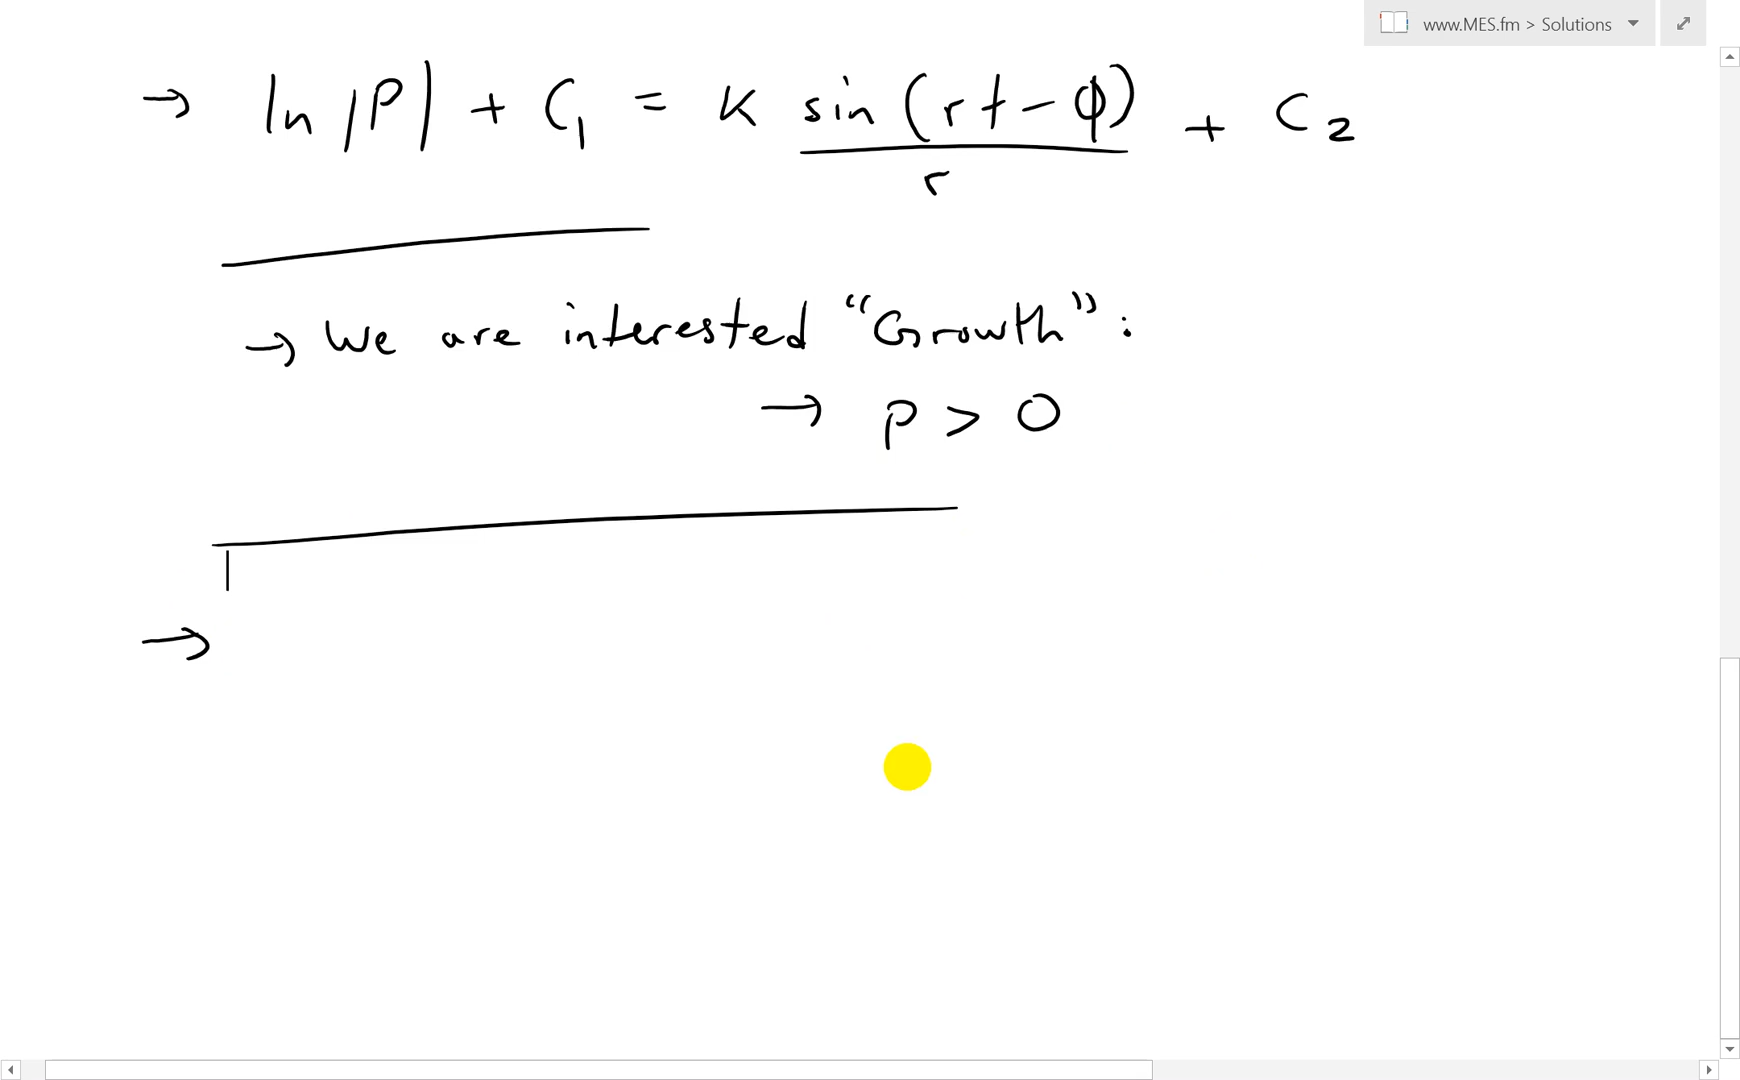 www.MES.fm > Solutions
→ ln |P| + C₁ = k sin(rt - φ)/r + C₂
→ We are interested "Growth":
→ P > 0
→